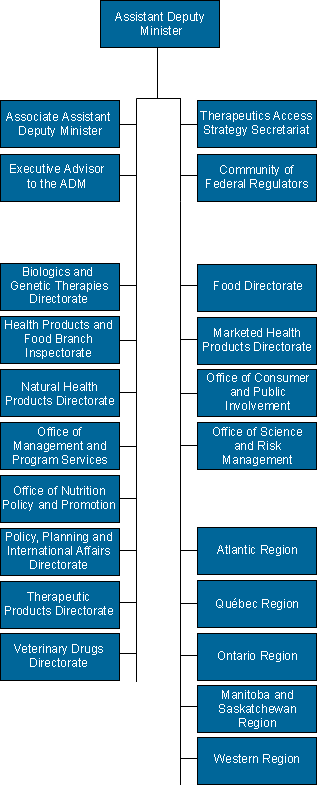 Assistant Deputy
Minister
Associate Assistant
Deputy Minister
Therapeutics Access
Strategy Secretariat
Executive Advisor
to the ADM
Community of
Federal Regulators
Biologics and
Genetic Therapies
Directorate
Food Directorate
Health Products and
Food Branch
Inspectorate
Marketed Health
Products Directorate
Natural Health
Products Directorate
Office of Consumer
and Public
Involvement
Office of
Management and
Program Services
Office of Science
and Risk
Management
Office of Nutrition
Policy and Promotion
Policy, Planning and
International Affairs
Directorate
Atlantic Region
Therapeutic
Products Directorate
Québec Region
Veterinary Drugs
Directorate
Ontario Region
Manitoba and
Saskatchewan
Region
Western Region